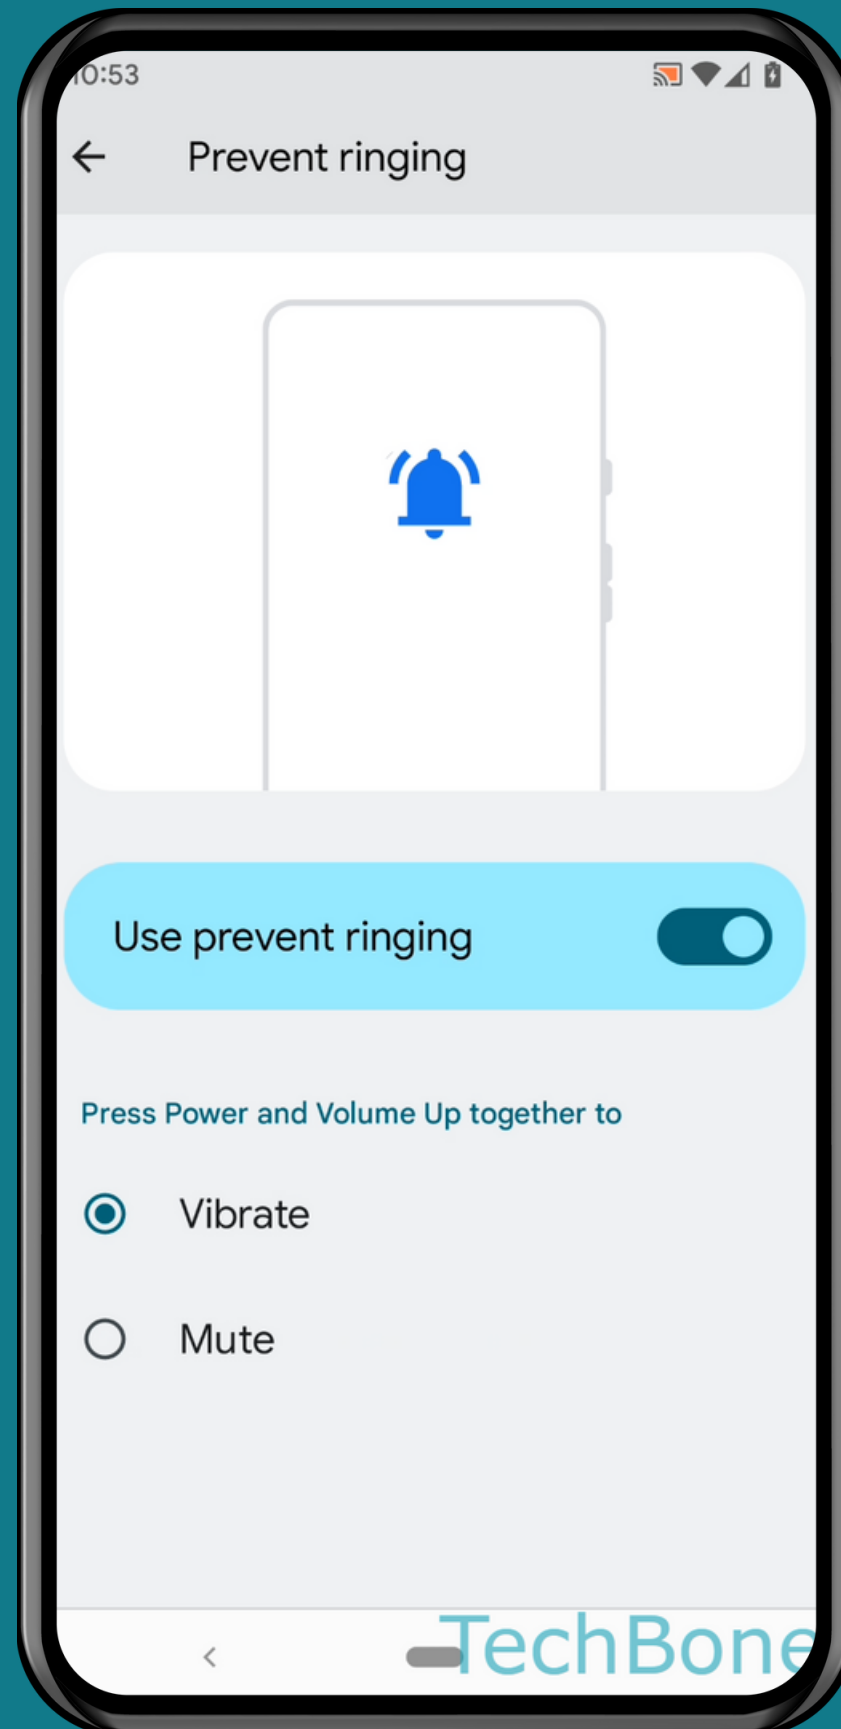 10:53
Prevent ringing
Use prevent ringing
Press Power and Volume Up together to
Vibrate
Mute
TechBone